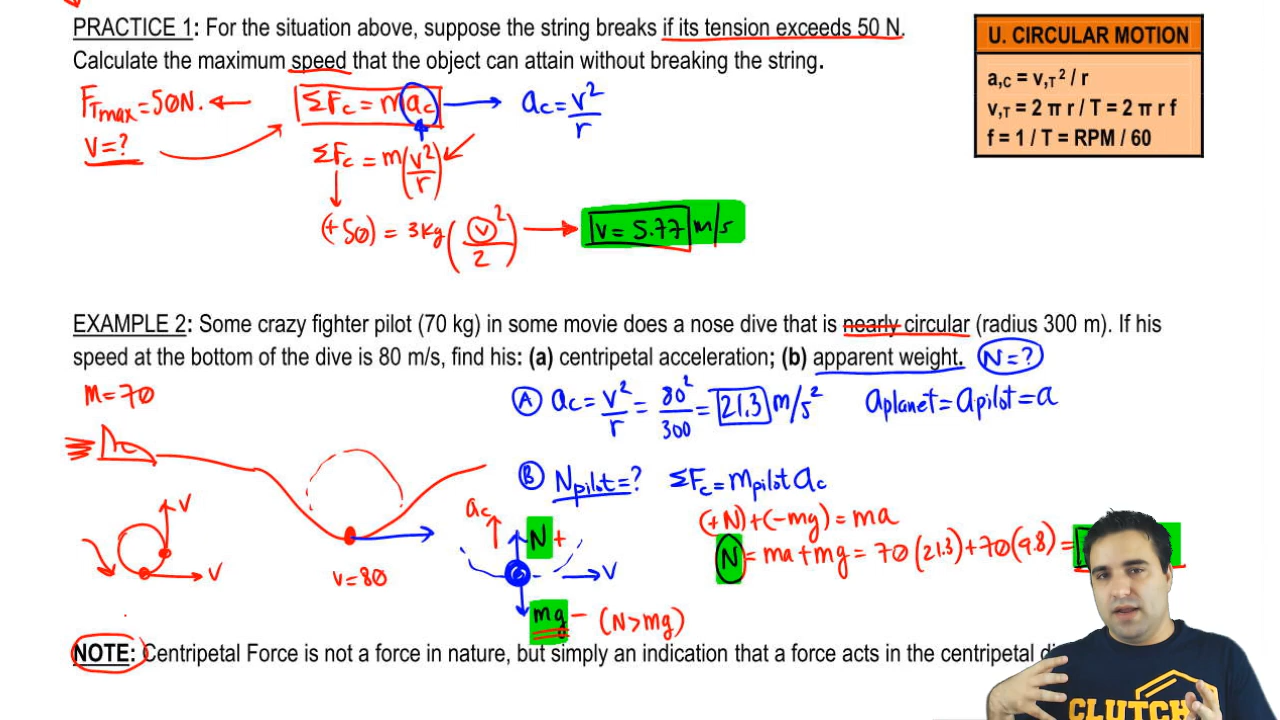 PRACTICE 1: For the situation above, suppose the string breaks if its tension exceeds 50 N.
Calculate the maximum speed that the object can attain without breaking the string.
F_Tmax = 50N.
V = ?
ΣFc = m ac
ac = v²/r
ΣFc = m(v²/r)
(+50) = 3kg (v²/2)
V = 5.77 m/s
U. CIRCULAR MOTION
a,c = v,T² / r
v,T = 2 π r / T = 2 π r f
f = 1 / T = RPM / 60
EXAMPLE 2: Some crazy fighter pilot (70 kg) in some movie does a nose dive that is nearly circular (radius 300 m). If his
speed at the bottom of the dive is 80 m/s, find his: (a) centripetal acceleration; (b) apparent weight. N=?
M = 70
A ac = v²/r = 80²/300 = 21.3 m/s²
aplanet = apilot = a
B Npilot = ?
ΣFc = mpilot ac
(+N)+(-mg) = ma
N = ma+mg = 70(21.3)+70(9.8) =
V
V
V=80
ac
N +
V
mg - (N>mg)
NOTE: Centripetal Force is not a force in nature, but simply an indication that a force acts in the centripetal
CLUTCH